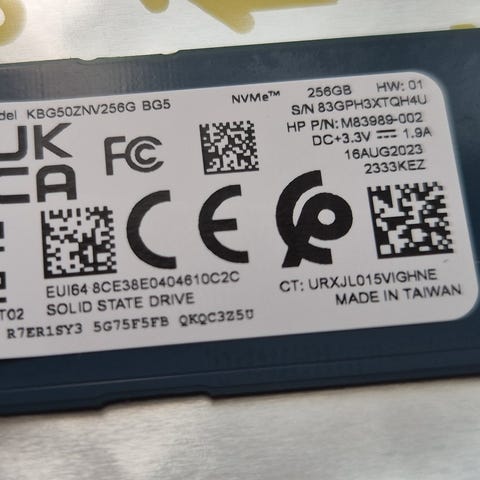 del KBG50ZNV256G BG5
NVMe™
256GB HW: 01
S/N 83GPH3XTQH4U
HP P/N: M83989-002
DC+3.3V ⎓ 1.9A
16AUG2023
2333KEZ
UK
CA
FC
CE
EUI64 8CE38E0404610C2C
SOLID STATE DRIVE
CT: URXJL015VIGHNE
MADE IN TAIWAN
T02
R7ER1SY3 5G75F5FB QKQC3Z5U